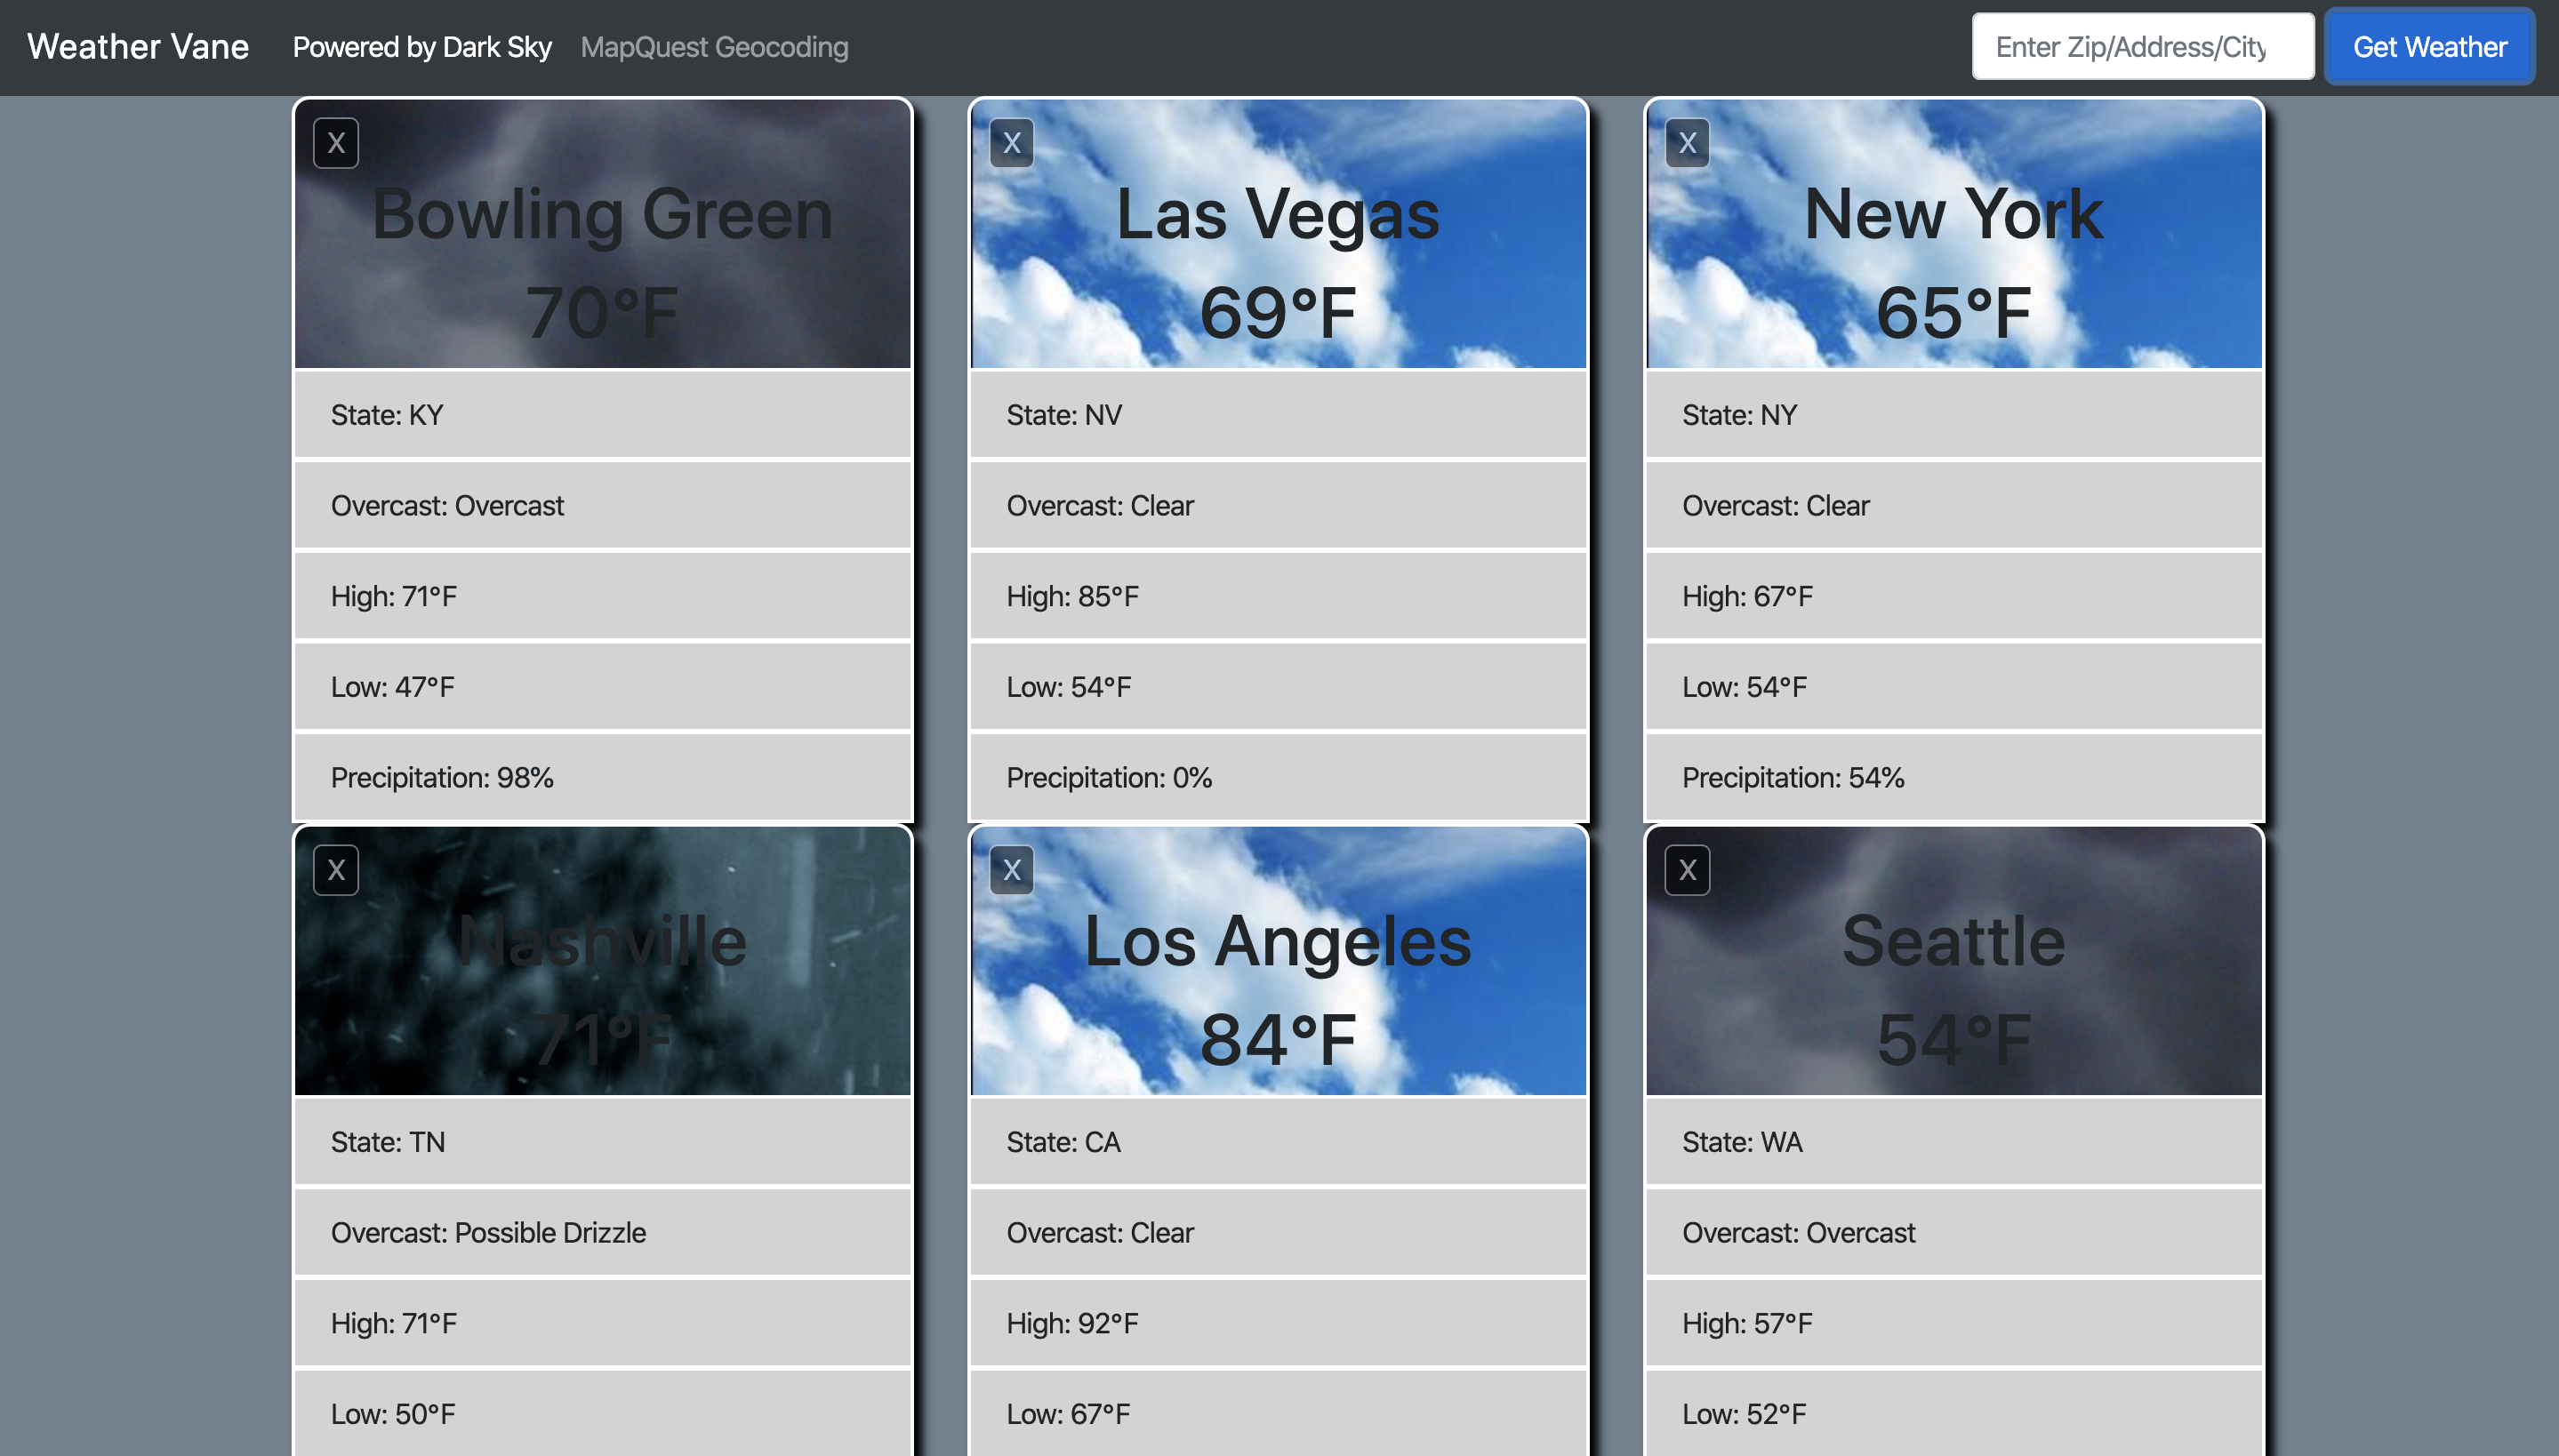 Weather Vane Powered by Dark Sky MapQuest Geocoding Enter Zip/Address/City Get Weather
X
Bowling Green
70°F
State: KY
Overcast: Overcast
High: 71°F
Low: 47°F
Precipitation: 98%
X
Las Vegas
69°F
State: NV
Overcast: Clear
High: 85°F
Low: 54°F
Precipitation: 0%
X
New York
65°F
State: NY
Overcast: Clear
High: 67°F
Low: 54°F
Precipitation: 54%
X
Nashville
71°F
State: TN
Overcast: Possible Drizzle
High: 71°F
Low: 50°F
X
Los Angeles
84°F
State: CA
Overcast: Clear
High: 92°F
Low: 67°F
X
Seattle
54°F
State: WA
Overcast: Overcast
High: 57°F
Low: 52°F